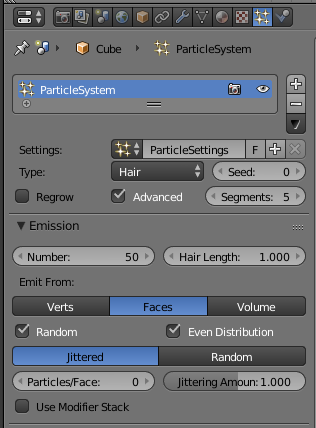 Cube ParticleSystem
ParticleSystem
Settings: ParticleSettings F
Type: Hair Seed: 0
Regrow Advanced Segments: 5
Emission
Number: 50 Hair Length: 1.000
Emit From:
Verts Faces Volume
Random Even Distribution
Jittered Random
Particles/Face: 0 Jittering Amoun: 1.000
Use Modifier Stack